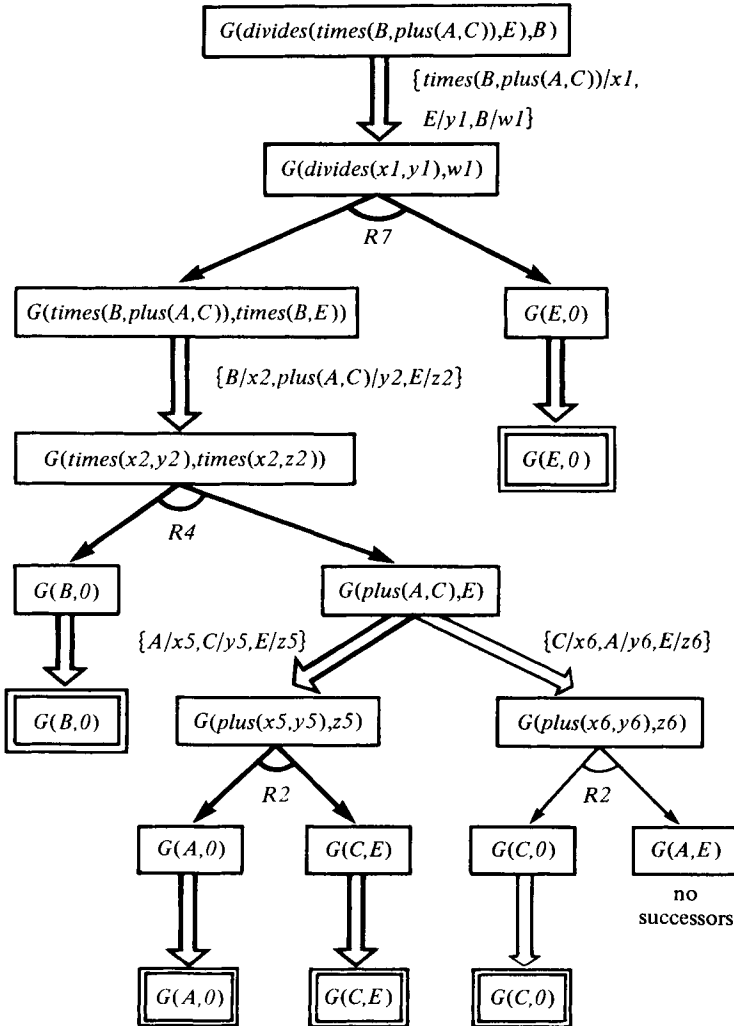 G(divides(times(B,plus(A,C)),E),B)
{times(B,plus(A,C))/x1,
E/y1,B/w1}
G(divides(x1,y1),w1)
R7
G(times(B,plus(A,C)),times(B,E))
G(E,0)
{B/x2,plus(A,C)/y2,E/z2}
G(times(x2,y2),times(x2,z2))
G(E,0)
R4
G(B,0)
G(plus(A,C),E)
{A/x5,C/y5,E/z5}
{C/x6,A/y6,E/z6}
G(B,0)
G(plus(x5,y5),z5)
G(plus(x6,y6),z6)
R2
R2
G(A,0)
G(C,E)
G(C,0)
G(A,E)
no
successors
G(A,0)
G(C,E)
G(C,0)